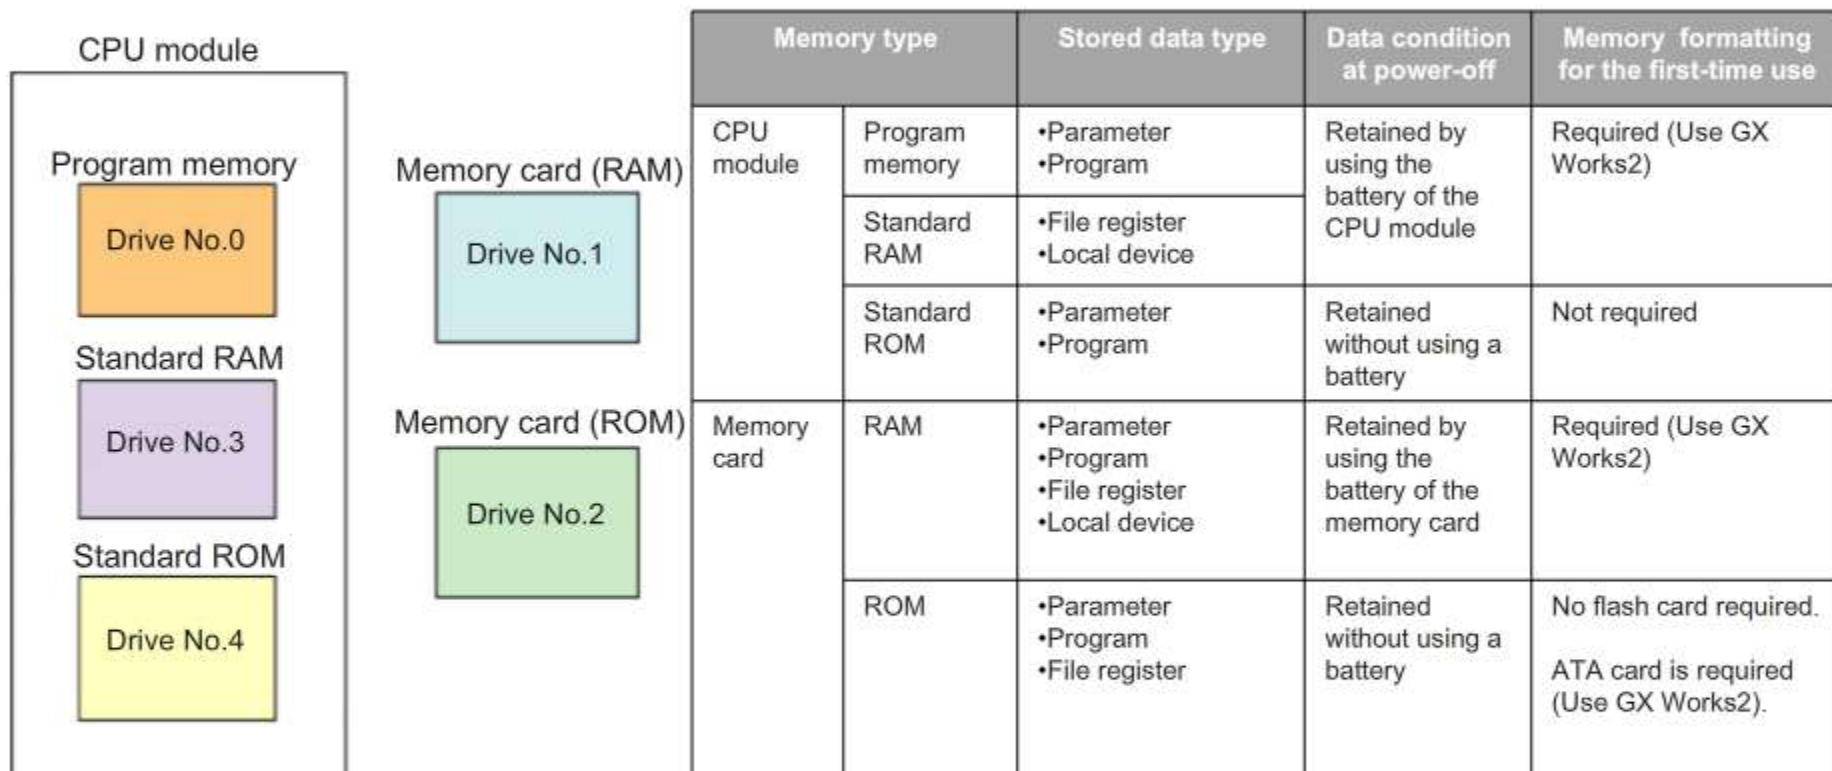 CPU module
Program memory
Drive No.0
Standard RAM
Drive No.3
Standard ROM
Drive No.4
Memory card (RAM)
Drive No.1
Memory card (ROM)
Drive No.2
Memory type
Stored data type
Data condition
at power-off
Memory formatting
for the first-time use
CPU
module
Program
memory
•Parameter
•Program
Retained by
using the
battery of the
CPU module
Required (Use GX
Works2)
Standard
RAM
•File register
•Local device
Standard
ROM
•Parameter
•Program
Retained
without using a
battery
Not required
Memory
card
RAM
•Parameter
•Program
•File register
•Local device
Retained by
using the
battery of the
memory card
Required (Use GX
Works2)
ROM
•Parameter
•Program
•File register
Retained
without using a
battery
No flash card required.
ATA card is required
(Use GX Works2).